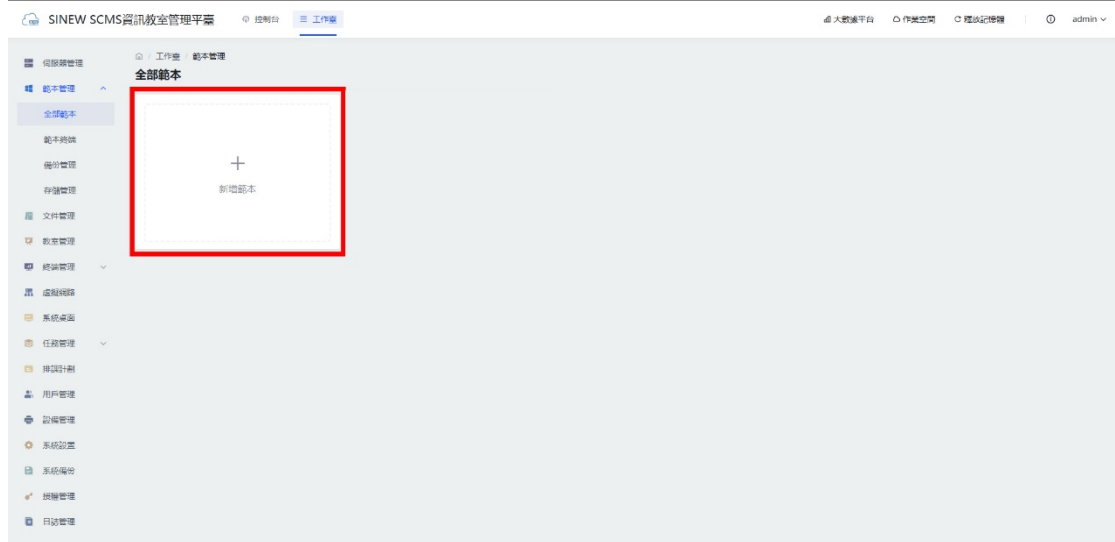 SINEW SCMS資訊教室管理平臺
控制台
工作臺
大數據平台
作業空間
釋放記憶體
admin
伺服器管理
範本管理
全部範本
範本終端
備份管理
存儲管理
文件管理
教室管理
終端管理
虛擬網路
系統桌面
任務管理
排課計劃
用戶管理
設備管理
系統設置
系統備份
授權管理
日誌管理
工作臺 / 範本管理
全部範本
新增範本